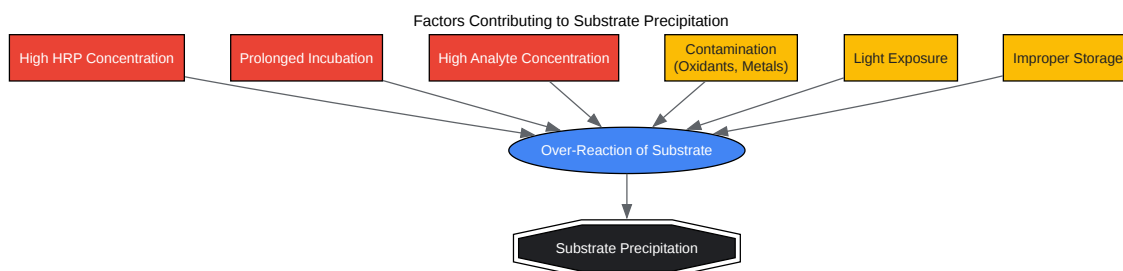 Factors Contributing to Substrate Precipitation
High HRP Concentration
Prolonged Incubation
High Analyte Concentration
Contamination
(Oxidants, Metals)
Light Exposure
Improper Storage
Over-Reaction of Substrate
Substrate Precipitation